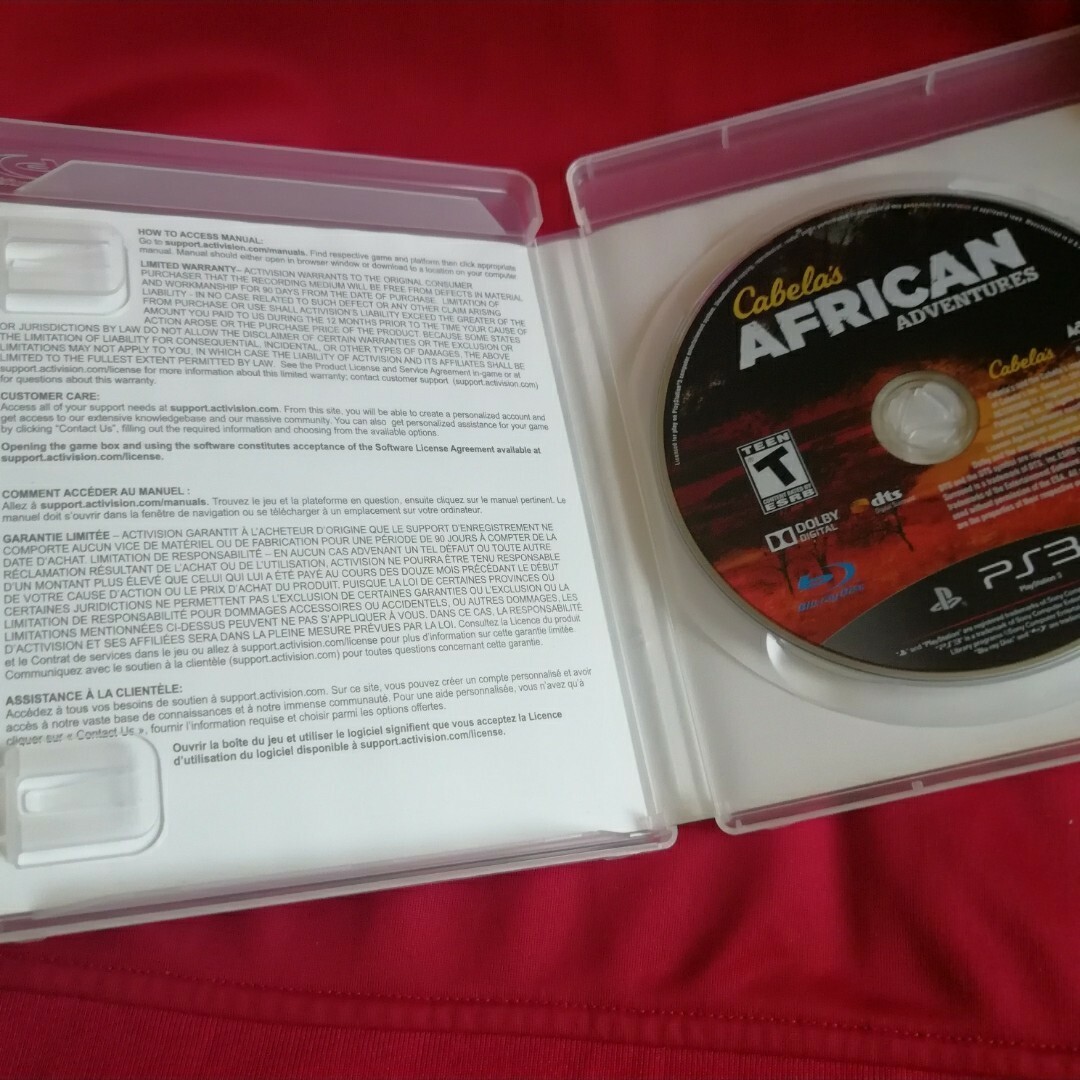 HOW TO ACCESS MANUAL:
Go to support.activision.com/manuals. Find respective game and platform then click appropriate
manual. Manual should either open in browser window or download to a location on your computer
LIMITED WARRANTY– ACTIVISION WARRANTS TO THE ORIGINAL CONSUMER
PURCHASER THAT THE RECORDING MEDIUM WILL BE FREE FROM DEFECTS IN MATERIAL
AND WORKMANSHIP FOR 90 DAYS FROM THE DATE OF PURCHASE. LIMITATION OF
LIABILITY - IN NO CASE RELATED TO SUCH DEFECT OR ANY OTHER CLAIM ARISING
FROM PURCHASE OR USE SHALL ACTIVISION'S LIABILITY EXCEED THE GREATER OF THE
AMOUNT YOU PAID TO US DURING THE 12 MONTHS PRIOR TO THE TIME YOUR CAUSE OF
ACTION AROSE OR THE PURCHASE PRICE OF THE PRODUCT. BECAUSE SOME STATES
OR JURISDICTIONS BY LAW DO NOT ALLOW THE DISCLAIMER OF CERTAIN WARRANTIES OR THE EXCLUSION OR
THE LIMITATION OF LIABILITY FOR CONSEQUENTIAL, INCIDENTAL, OR OTHER TYPES OF DAMAGES, THE ABOVE
LIMITATIONS MAY NOT APPLY TO YOU, IN WHICH CASE THE LIABILITY OF ACTIVISION AND ITS AFFILIATES SHALL BE
LIMITED TO THE FULLEST EXTENT PERMITTED BY LAW. See the Product License and Service Agreement in-game or at
support.activision.com/license for more information about this limited warranty; contact customer support (support.activision.com)
for questions about this warranty.
CUSTOMER CARE:
Access all of your support needs at support.activision.com. From this site, you will be able to create a personalized account and
get access to our extensive knowledgebase and our massive community. You can also get personalized assistance for your game
by clicking "Contact Us", filling out the required information and choosing from the available options.
Opening the game box and using the software constitutes acceptance of the Software License Agreement available at
support.activision.com/license.
COMMENT ACCÉDER AU MANUEL :
Allez à support.activision.com/manuals. Trouvez le jeu et la plateforme en question, ensuite cliquez sur le manuel pertinent. Le
manuel doit s'ouvrir dans la fenêtre de navigation ou se télécharger à un emplacement sur votre ordinateur.
GARANTIE LIMITÉE – ACTIVISION GARANTIT À L'ACHETEUR D'ORIGINE QUE LE SUPPORT D'ENREGISTREMENT NE
COMPORTE AUCUN VICE DE MATÉRIEL OU DE FABRICATION POUR UNE PÉRIODE DE 90 JOURS À COMPTER DE LA
DATE D'ACHAT. LIMITATION DE RESPONSABILITÉ – EN AUCUN CAS ADVENANT UN TEL DÉFAUT OU TOUTE AUTRE
RÉCLAMATION RÉSULTANT DE L'ACHAT OU DE L'UTILISATION, ACTIVISION NE POURRA ÊTRE TENU RESPONSABLE
D'UN MONTANT PLUS ÉLEVÉ QUE CELUI QUI LUI A ÉTÉ PAYÉ AU COURS DES DOUZE MOIS PRÉCÉDANT LE DÉBUT
DE VOTRE CAUSE D'ACTION OU LE PRIX D'ACHAT DU PRODUIT. PUISQUE LA LOI DE CERTAINES PROVINCES OU
CERTAINES JURIDICTIONS NE PERMETTENT PAS L'EXCLUSION DE CERTAINES GARANTIES OU L'EXCLUSION OU LA
LIMITATION DE RESPONSABILITÉ POUR DOMMAGES ACCESSOIRES OU ACCIDENTELS, OU AUTRES DOMMAGES, LES
LIMITATIONS MENTIONNÉES CI-DESSUS PEUVENT NE PAS S'APPLIQUER À VOUS. DANS CE CAS, LA RESPONSABILITÉ
D'ACTIVISION ET SES AFFILIÉES SERA DANS LA PLEINE MESURE PRÉVUES PAR LA LOI. Consultez la Licence du produit
et le Contrat de services dans le jeu ou allez à support.activision.com/license pour plus d'information sur cette garantie limitée.
Communiquez avec le soutien à la clientèle (support.activision.com) pour toutes questions concernant cette garantie.
ASSISTANCE À LA CLIENTÈLE:
Accédez à tous vos besoins de soutien à support.activision.com. Sur ce site, vous pouvez créer un compte personnalisé et avoir
accès à notre vaste base de connaissances et à notre immense communauté. Pour une aide personnalisée, vous n'avez qu'à
cliquer sur « Contact Us », fournir l'information requise et choisir parmi les options offertes.
Ouvrir la boîte du jeu et utiliser le logiciel signifient que vous acceptez la Licence
d'utilisation du logiciel disponible à support.activision.com/license.
Cabela's
AFRICAN
ADVENTURES
Cabela's
TEEN
T
CONTENT RATED BY
ESRB
dts
DOLBY
DIGITAL
Blu-ray Disc
PS3
PlayStation 3